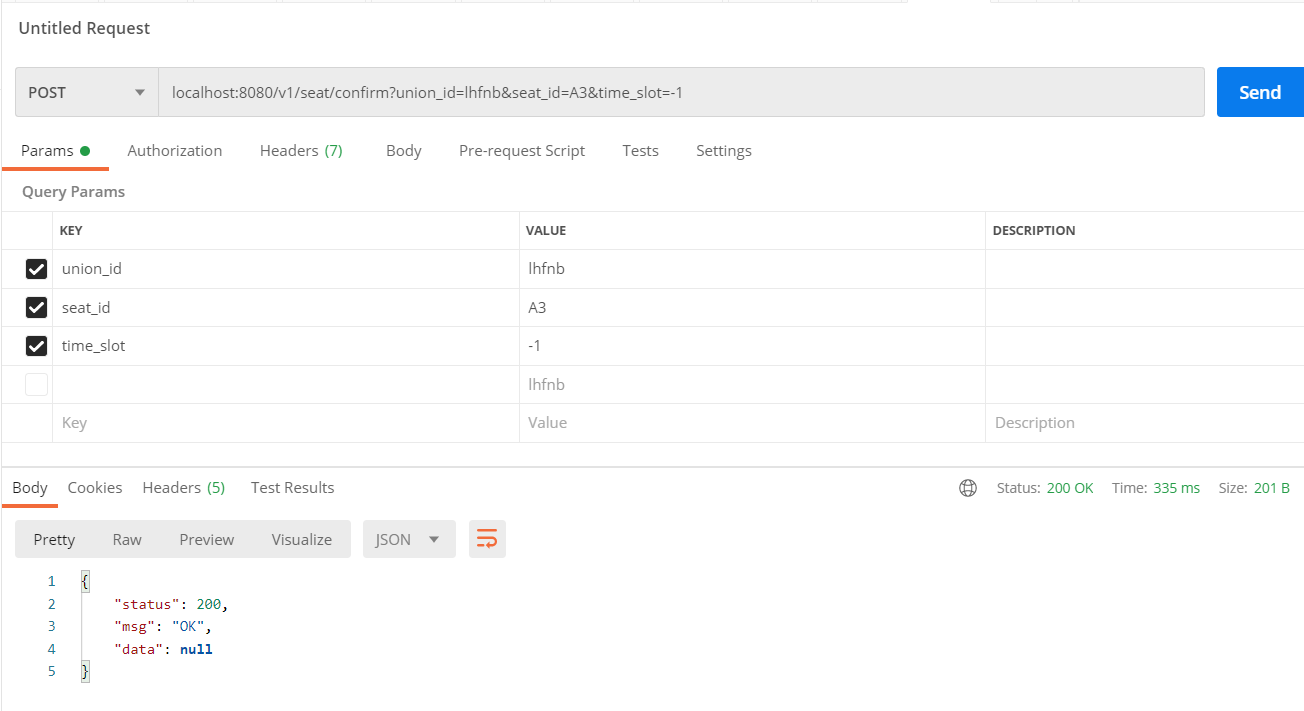 Untitled Request
POST localhost:8080/v1/seat/confirm?union_id=lhfnb&seat_id=A3&time_slot=-1 Send
Params Authorization Headers (7) Body Pre-request Script Tests Settings
Query Params
KEY VALUE DESCRIPTION
union_id lhfnb
seat_id A3
time_slot -1
lhfnb
Key Value Description
Body Cookies Headers (5) Test Results Status: 200 OK Time: 335 ms Size: 201 B
Pretty Raw Preview Visualize JSON
1 {
2 "status": 200,
3 "msg": "OK",
4 "data": null
5 }